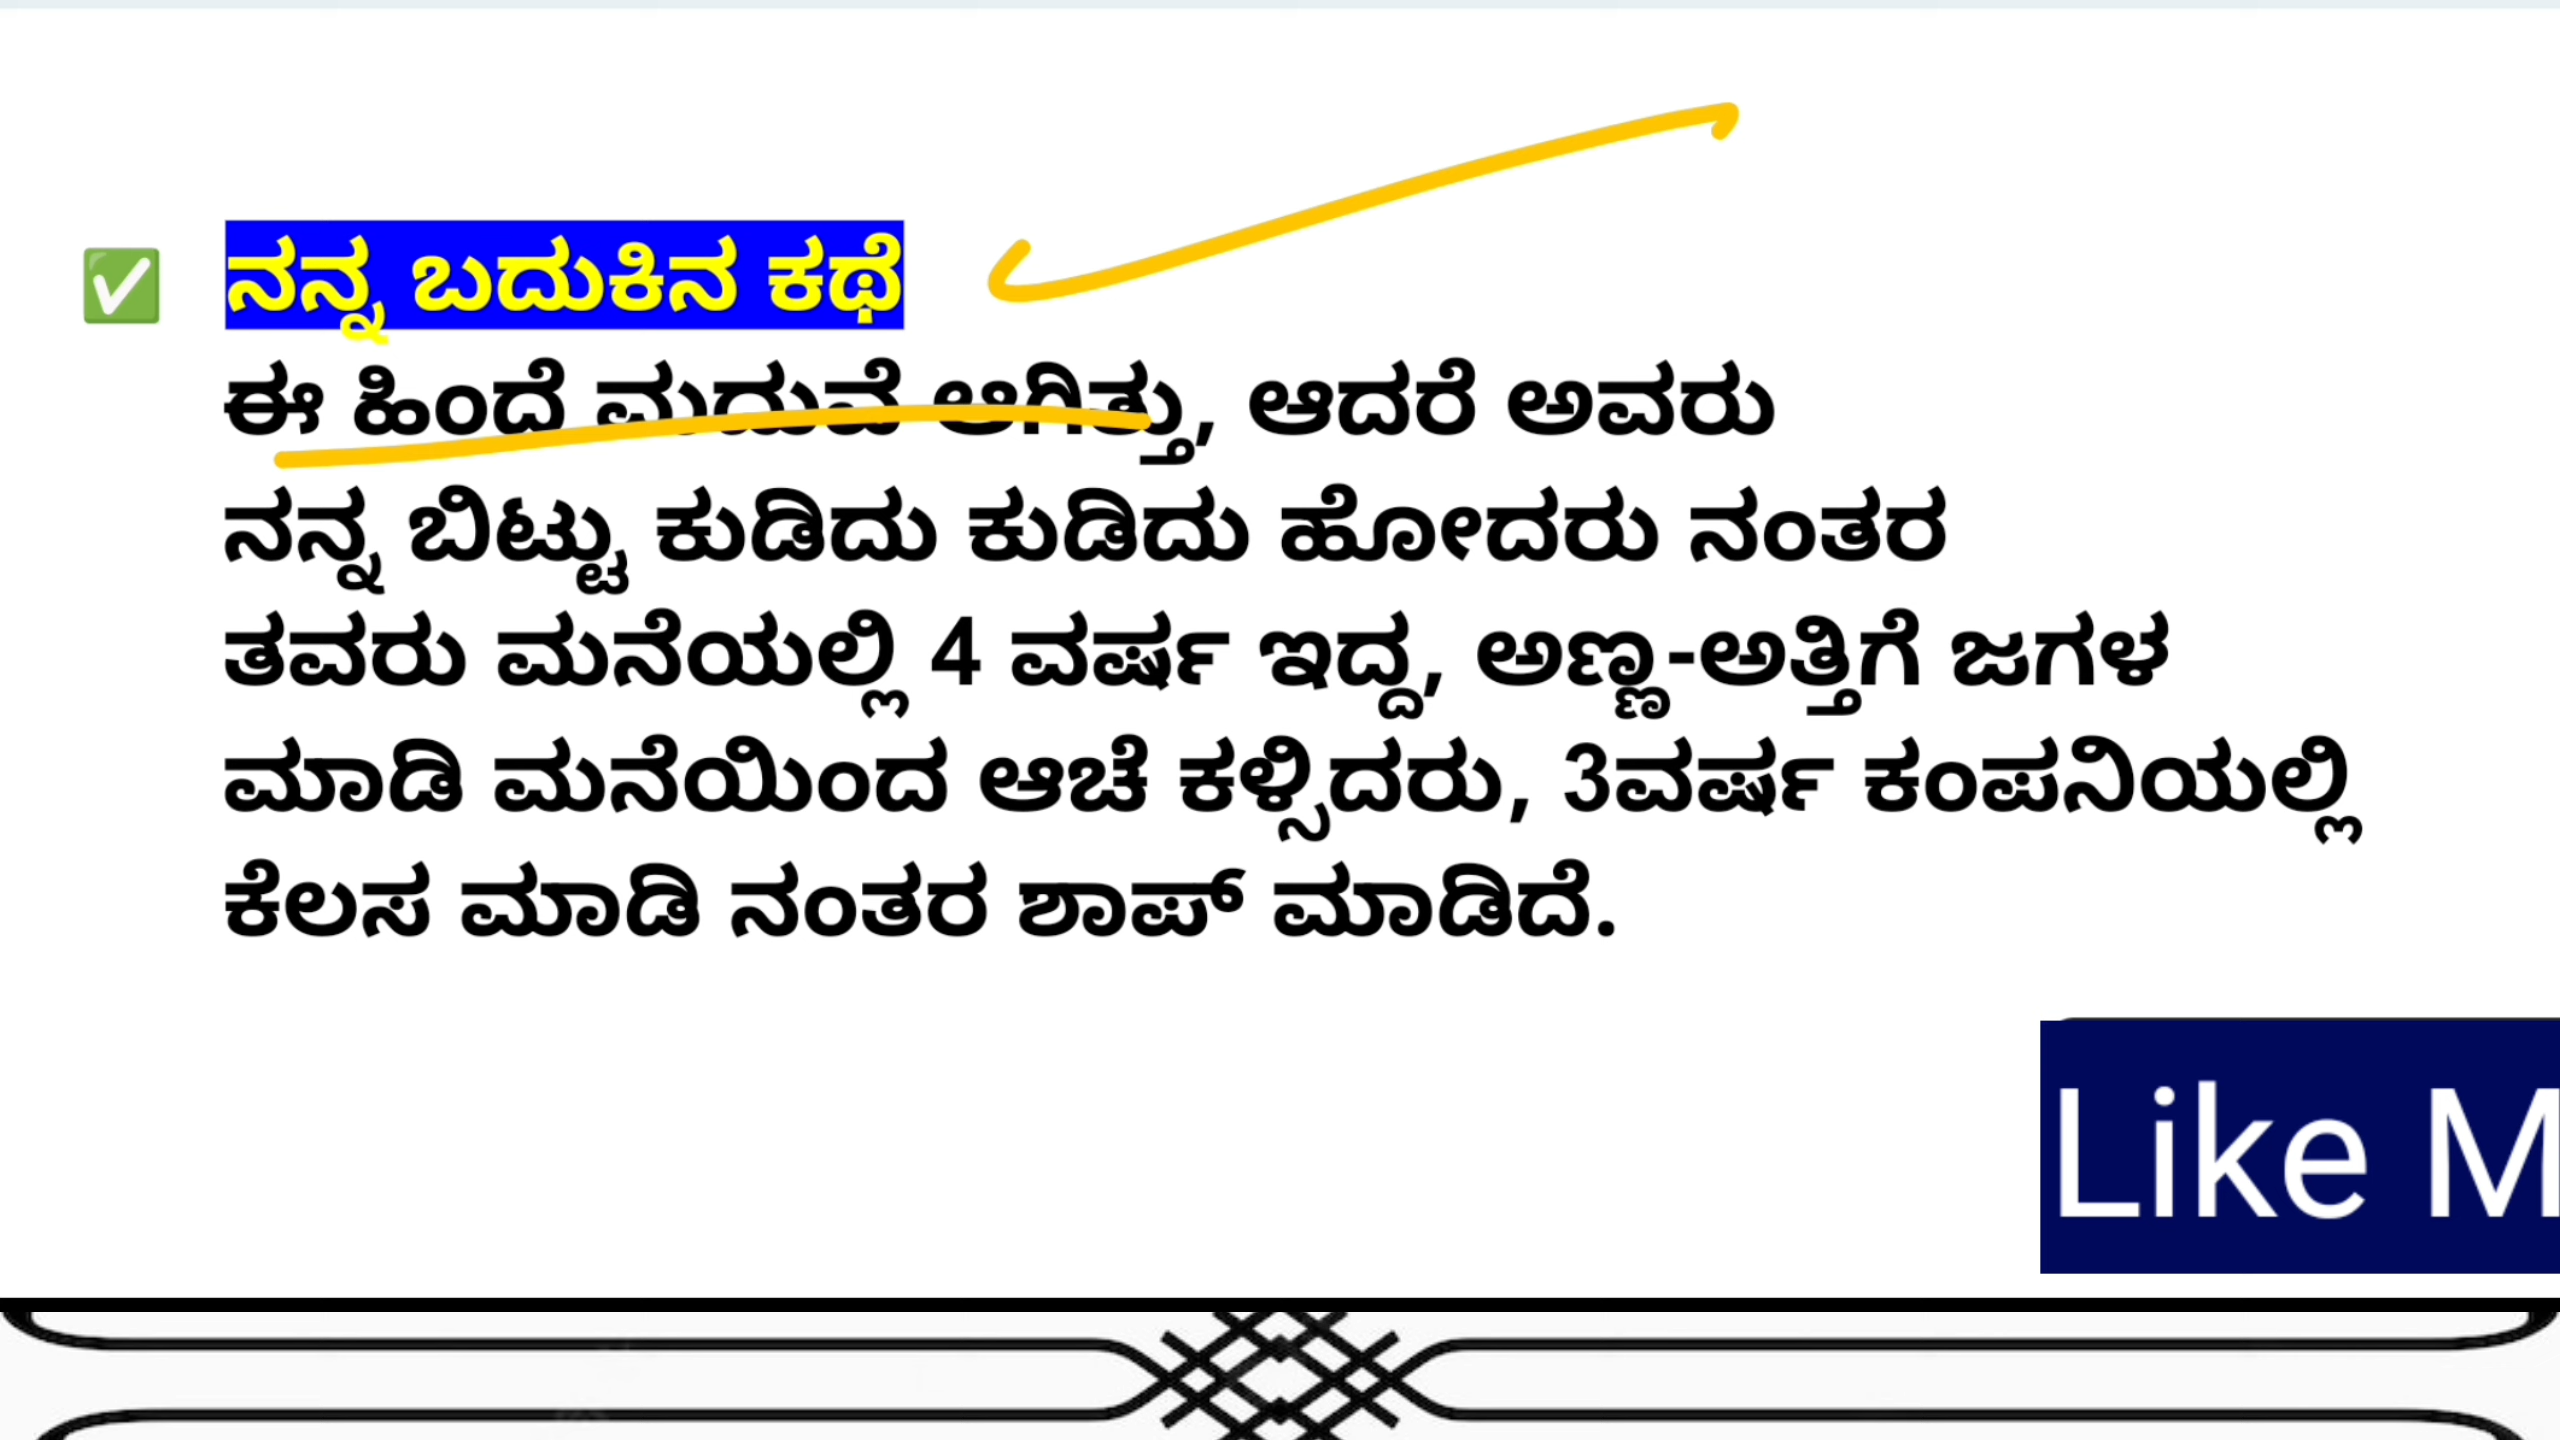 ✅ ನನ್ನ ಬದುಕಿನ ಕಥೆ
ಈ ಹಿಂದೆ ಮದುವೆ ಆಗಿತ್ತು, ಆದರೆ ಅವರು
ನನ್ನ ಬಿಟ್ಟು ಕುಡಿದು ಕುಡಿದು ಹೋದರು ನಂತರ
ತವರು ಮನೆಯಲ್ಲಿ 4 ವರ್ಷ ಇದ್ದ, ಅಣ್ಣ-ಅತ್ತಿಗೆ ಜಗಳ
ಮಾಡಿ ಮನೆಯಿಂದ ಆಚೆ ಕಳ್ಸಿದರು, 3ವರ್ಷ ಕಂಪನಿಯಲ್ಲಿ
ಕೆಲಸ ಮಾಡಿ ನಂತರ ಶಾಪ್ ಮಾಡಿದೆ.
Like M